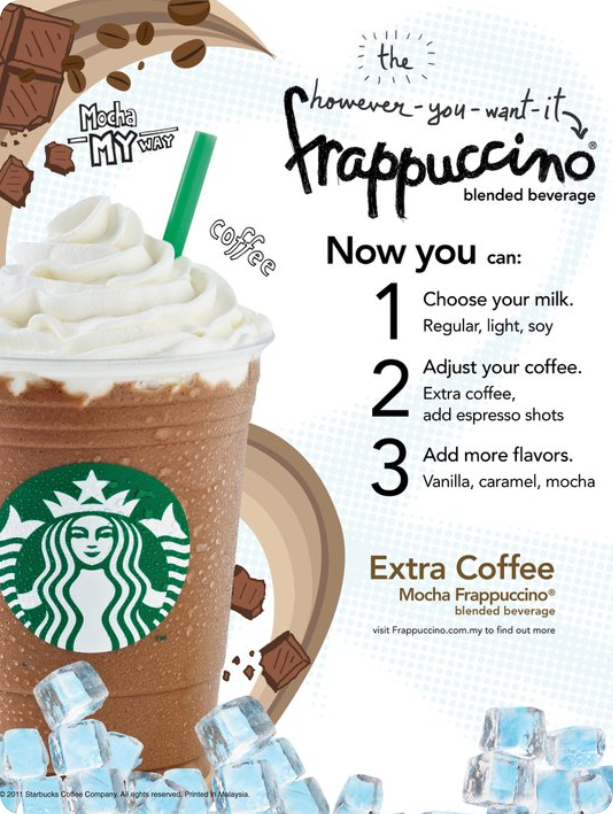 Mocha
MY WAY
coffee
the
however-you-want-it
frappuccino®
blended beverage
Now you can:
1
Choose your milk.
Regular, light, soy
2
Adjust your coffee.
Extra coffee,
add espresso shots
3
Add more flavors.
Vanilla, caramel, mocha
Extra Coffee
Mocha Frappuccino®
blended beverage
visit Frappuccino.com.my to find out more
TM
© 2011 Starbucks Coffee Company. All rights reserved. Printed in Malaysia.